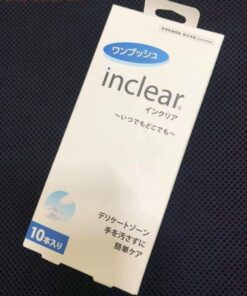 ワンプッシュ
inclear®
インクリア
～いつでもどこでも～
デリケートゾーン
手を汚さずに
簡単ケア
10本入り